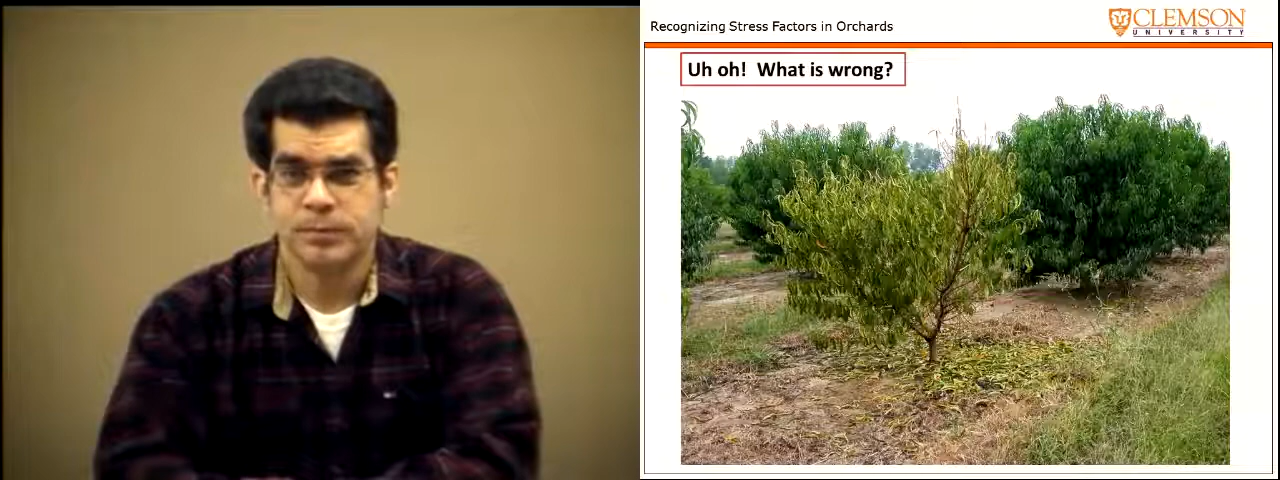 Recognizing Stress Factors in Orchards
CLEMSON
UNIVERSITY
Uh oh! What is wrong?